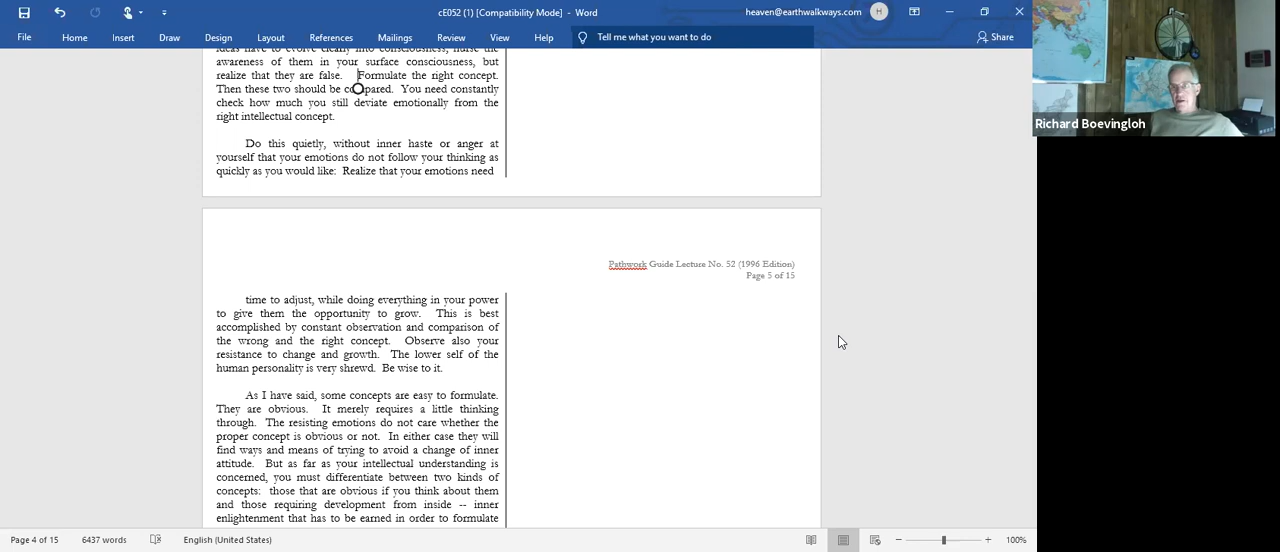 cE052 (1) [Compatibility Mode] - Word
heaven@earthwalkways.com
H
File Home Insert Draw Design Layout References Mailings Review View Help Tell me what you want to do Share
ideas have to evolve clearly into consciousness, nurse the
awareness of them in your surface consciousness, but
realize that they are false. Formulate the right concept.
Then these two should be compared. You need constantly
check how much you still deviate emotionally from the
right intellectual concept.
Do this quietly, without inner haste or anger at
yourself that your emotions do not follow your thinking as
quickly as you would like: Realize that your emotions need
Pathwork Guide Lecture No. 52 (1996 Edition)
Page 5 of 15
time to adjust, while doing everything in your power
to give them the opportunity to grow. This is best
accomplished by constant observation and comparison of
the wrong and the right concept. Observe also your
resistance to change and growth. The lower self of the
human personality is very shrewd. Be wise to it.
As I have said, some concepts are easy to formulate.
They are obvious. It merely requires a little thinking
through. The resisting emotions do not care whether the
proper concept is obvious or not. In either case they will
find ways and means of trying to avoid a change of inner
attitude. But as far as your intellectual understanding is
concerned, you must differentiate between two kinds of
concepts: those that are obvious if you think about them
and those requiring development from inside -- inner
enlightenment that has to be earned in order to formulate
Richard Boevingloh
Page 4 of 15 6437 words English (United States) 100%